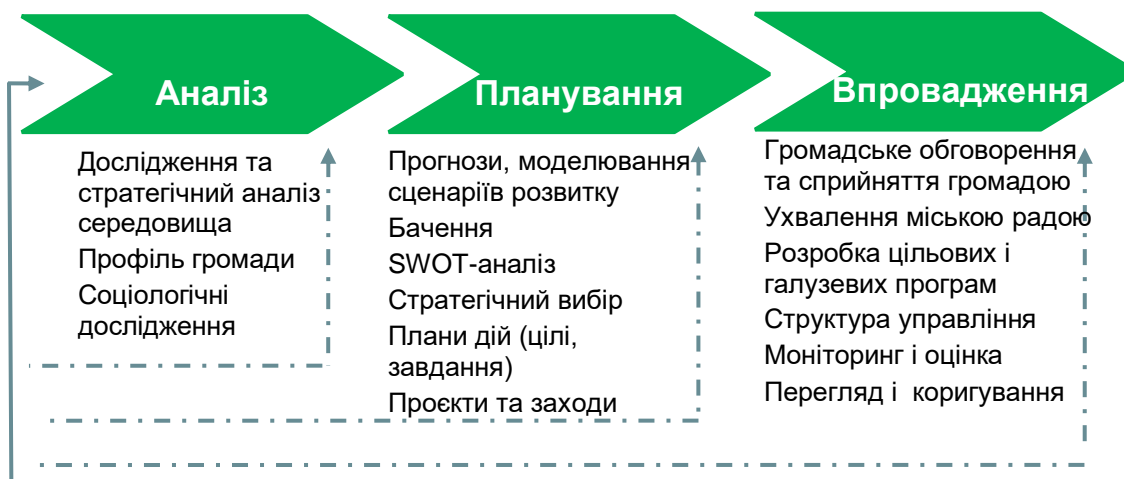 Аналіз
Дослідження та
стратегічний аналіз
середовища
Профіль громади
Соціологічні
дослідження
Планування
Прогнози, моделювання
сценаріїв розвитку
Бачення
SWOT-аналіз
Стратегічний вибір
Плани дій (цілі,
завдання)
Проєкти та заходи
Впровадження
Громадське обговорення
та сприйняття громадою
Ухвалення міською радою
Розробка цільових і
галузевих програм
Структура управління
Моніторинг і оцінка
Перегляд і коригування